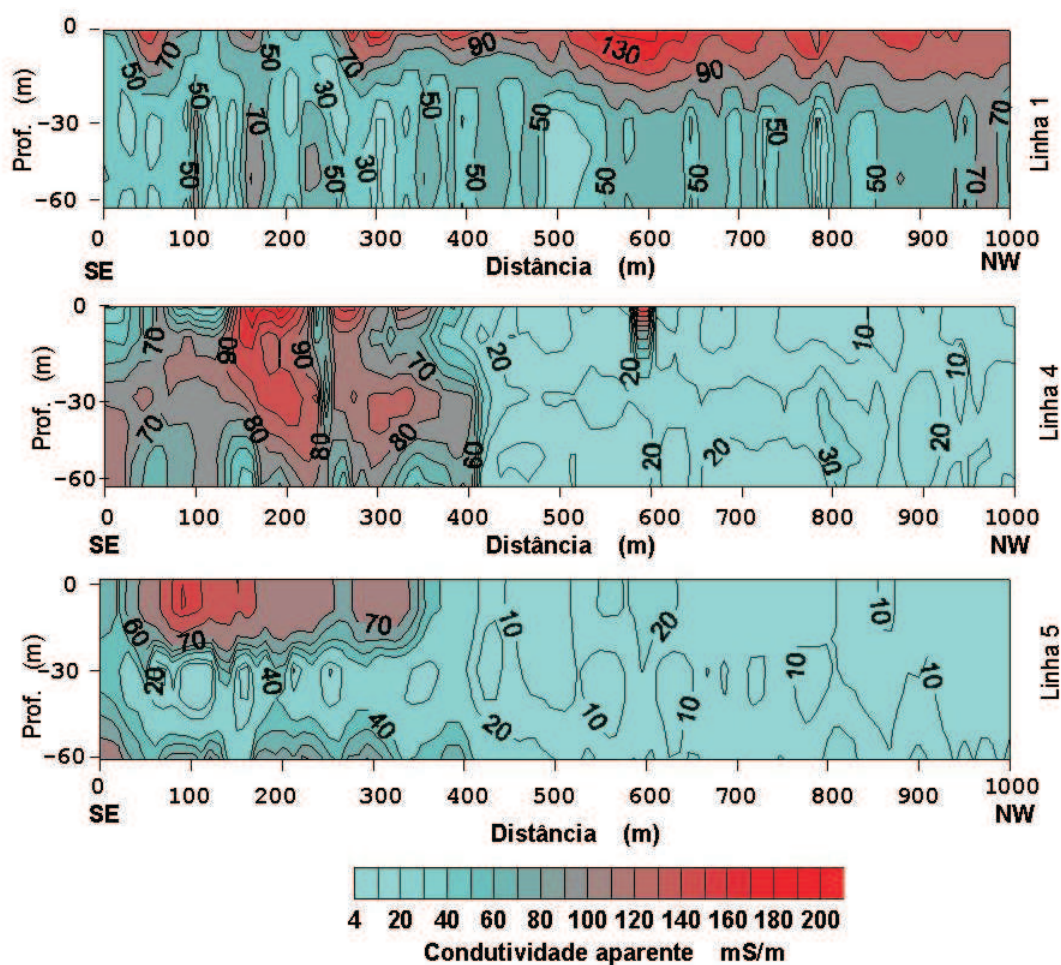 0
-30
-60
Prof. (m)
50 70 50 70 90 130 90
50 50 70 30 50 30 50 50 50 50 50 50 70 70
Linha 1
0 100 200 300 400 500 600 700 800 900 1000
SE Distância (m) NW
0
-30
-60
Prof. (m)
70 90 90 70 20 20 10 10
70 80 80 80 60 20 20 30 20
Linha 4
0 100 200 300 400 500 600 700 800 900 1000
SE Distância (m) NW
0
-30
-60
Prof. (m)
60 70 70 10 20 10
20 40 40 20 10 10 10 10
Linha 5
0 100 200 300 400 500 600 700 800 900 1000
SE Distância (m) NW
4 20 40 60 80 100 120 140 160 180 200
Condutividade aparente mS/m